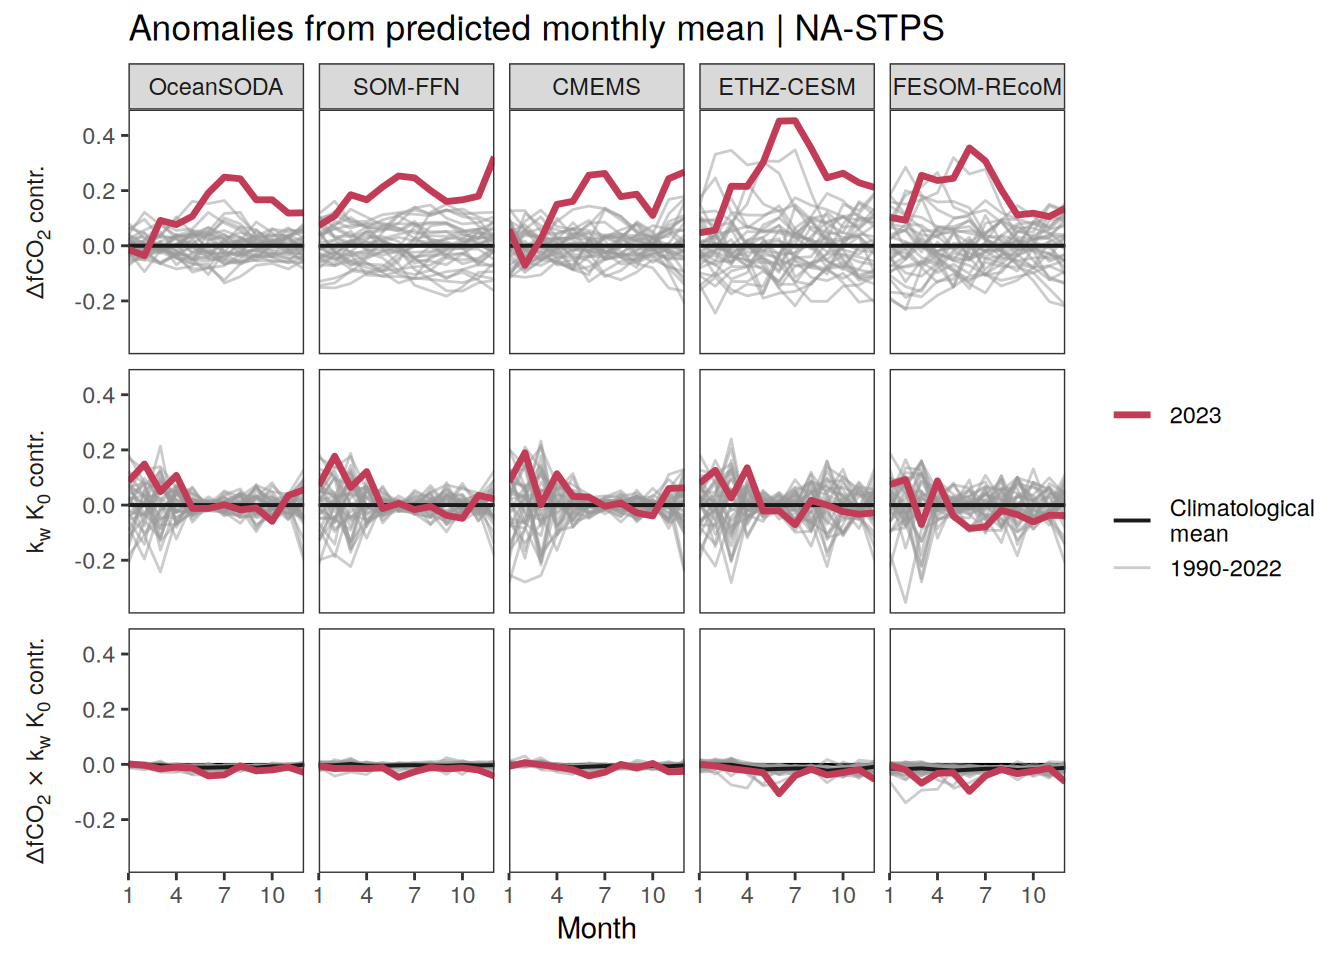 Anomalies from predicted monthly mean | NA-STPS
OceanSODA SOM-FFN CMEMS ETHZ-CESM FESOM-REcoM
ΔfCO₂ contr.
0.4
0.2
0.0
-0.2
k_w K₀ contr.
0.4
0.2
0.0
-0.2
ΔfCO₂ × k_w K₀ contr.
0.4
0.2
0.0
-0.2
1 4 7 10 1 4 7 10 1 4 7 10 1 4 7 10 1 4 7 10
Month
2023
Climatological
mean
1990-2022